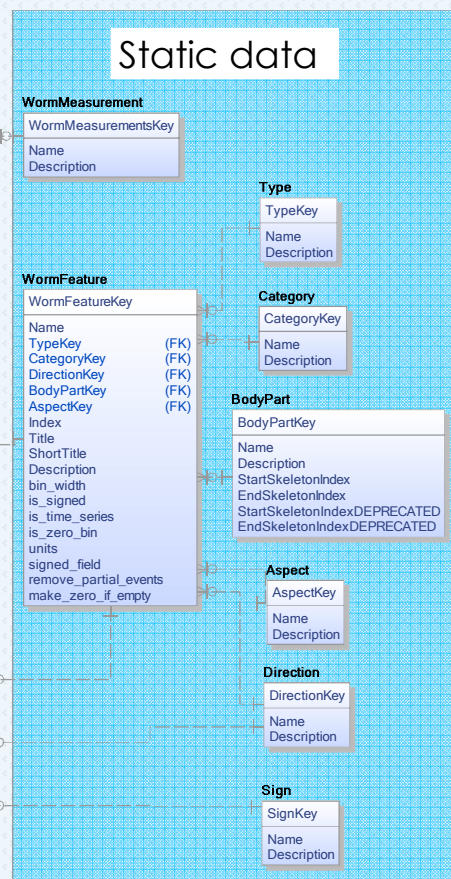 Static data
WormMeasurement
WormMeasurementsKey
Name
Description
Type
TypeKey
Name
Description
WormFeature
WormFeatureKey
Name
TypeKey (FK)
CategoryKey (FK)
DirectionKey (FK)
BodyPartKey (FK)
AspectKey (FK)
Index
Title
ShortTitle
Description
bin_width
is_signed
is_time_series
is_zero_bin
units
signed_field
remove_partial_events
make_zero_if_empty
Category
CategoryKey
Name
Description
BodyPart
BodyPartKey
Name
Description
StartSkeletonIndex
EndSkeletonIndex
StartSkeletonIndexDEPRECATED
EndSkeletonIndexDEPRECATED
Aspect
AspectKey
Name
Description
Direction
DirectionKey
Name
Description
Sign
SignKey
Name
Description